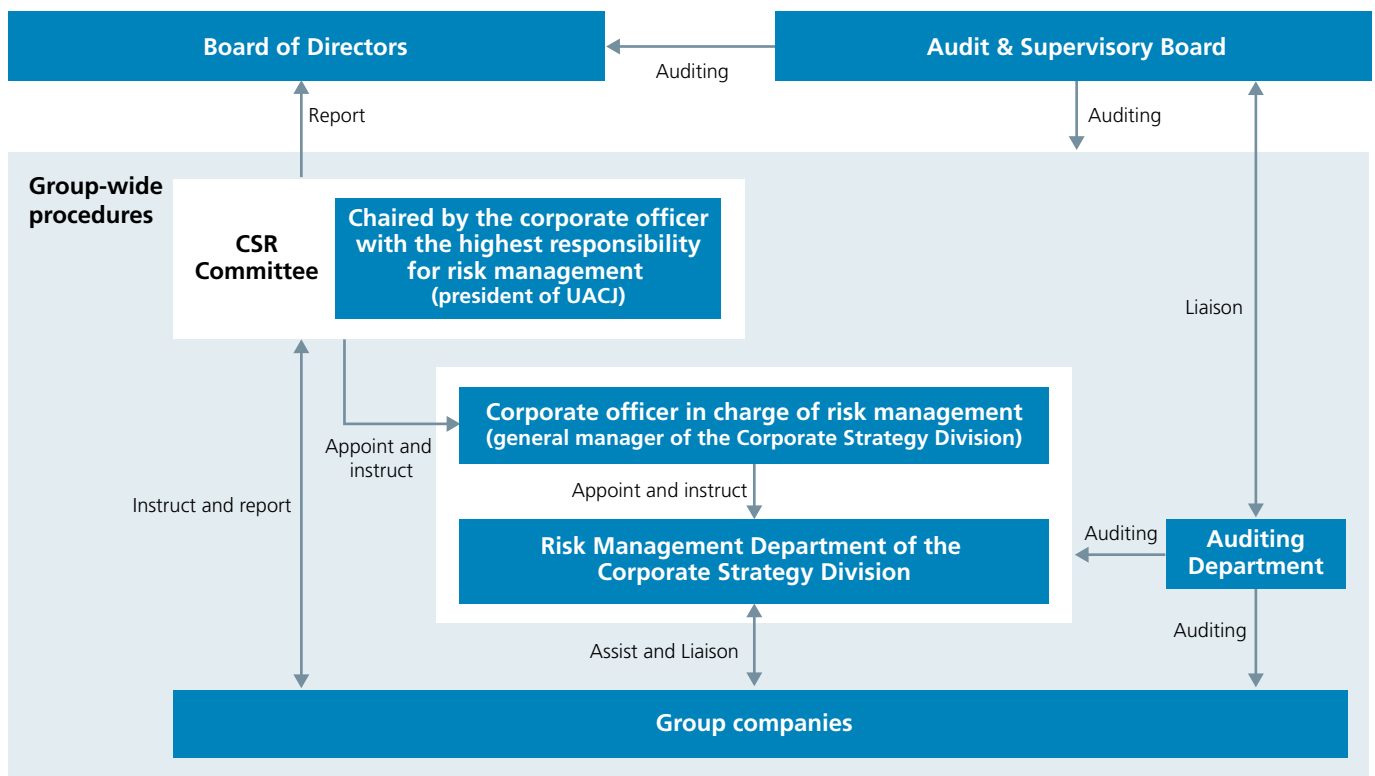 Board of Directors
Audit & Supervisory Board
Auditing
Report
Auditing
Group-wide
procedures
CSR
Committee
Chaired by the corporate officer
with the highest responsibility
for risk management
(president of UACJ)
Liaison
Corporate officer in charge of risk management
(general manager of the Corporate Strategy Division)
Appoint and
instruct
Appoint and instruct
Instruct and report
Risk Management Department of the
Corporate Strategy Division
Auditing
Auditing
Department
Auditing
Assist and Liaison
Group companies